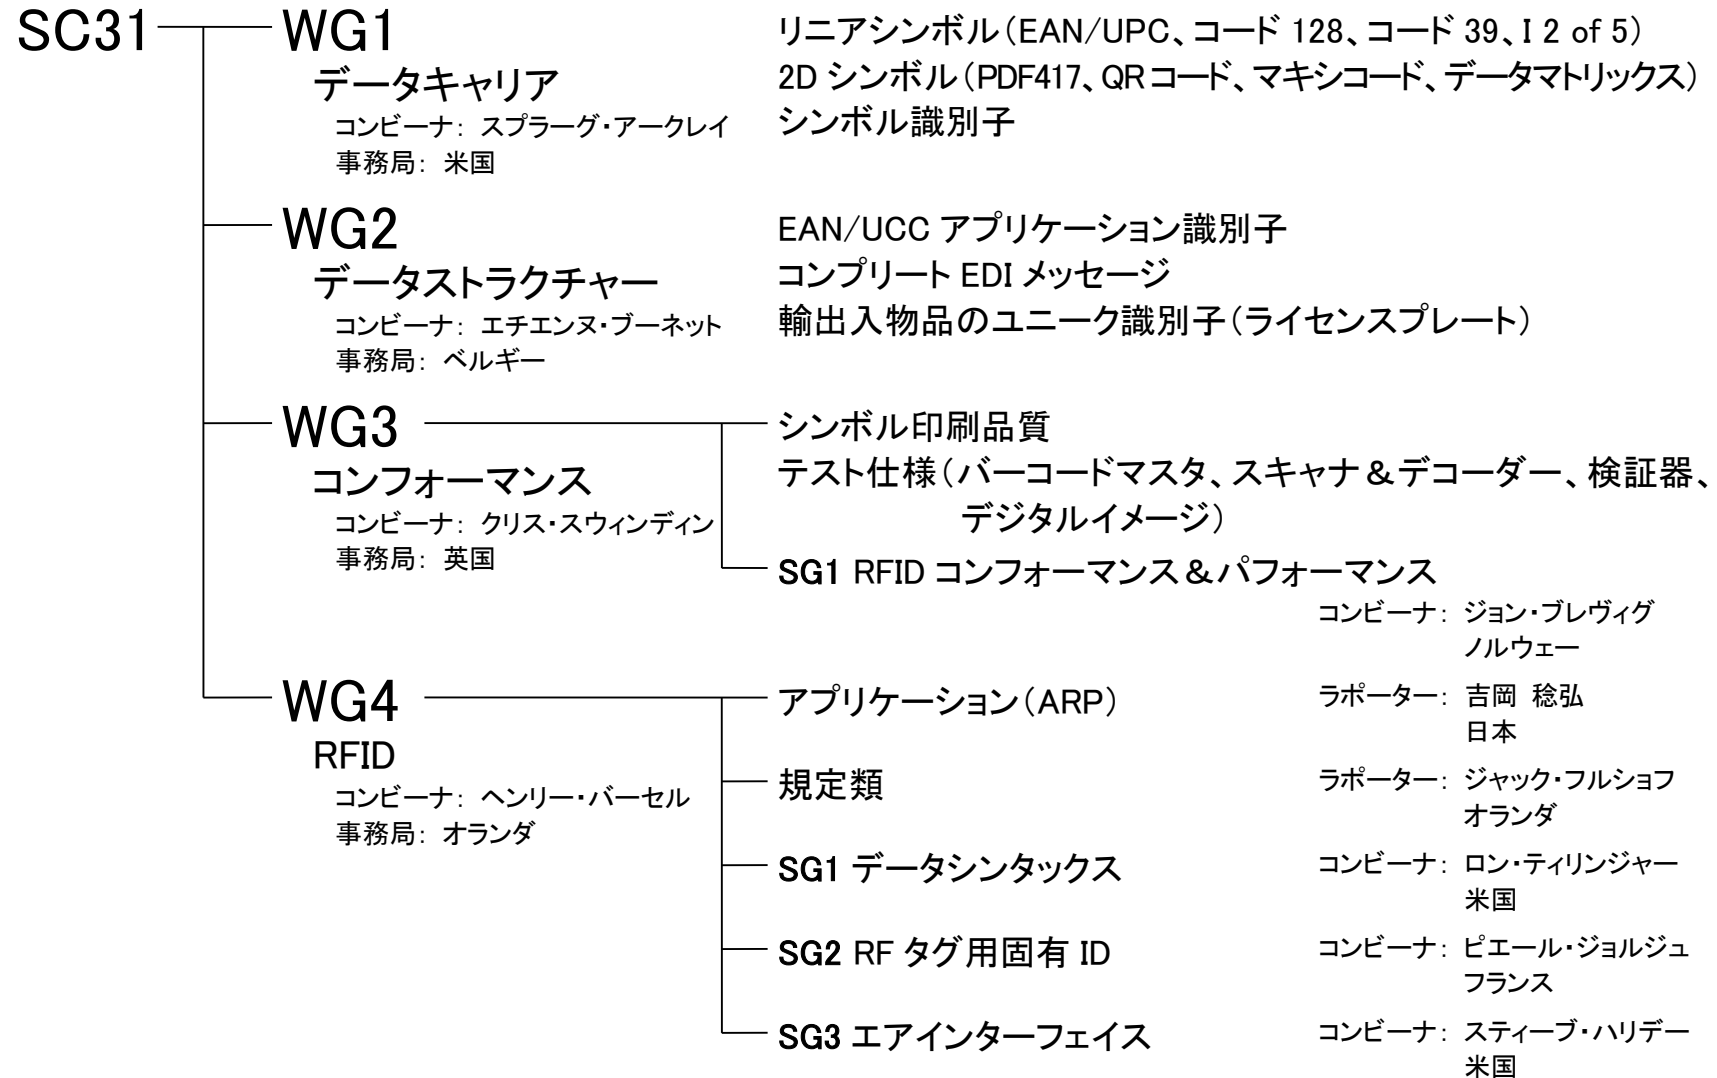 SC31
WG1
データキャリア
コンビーナ： スプラーグ・アークレイ
事務局： 米国
リニアシンボル（EAN/UPC、コード 128、コード 39、I 2 of 5）
2D シンボル（PDF417、QRコード、マキシコード、データマトリックス）
シンボル識別子
WG2
データストラクチャー
コンビーナ： エチエンヌ・ブーネット
事務局： ベルギー
EAN/UCC アプリケーション識別子
コンプリート EDI メッセージ
輸出入物品のユニーク識別子（ライセンスプレート）
WG3
コンフォーマンス
コンビーナ： クリス・スウィンディン
事務局： 英国
シンボル印刷品質
テスト仕様（バーコードマスタ、スキャナ＆デコーダー、検証器、
デジタルイメージ）
SG1 RFID コンフォーマンス＆パフォーマンス
コンビーナ： ジョン・ブレヴィグ
ノルウェー
WG4
RFID
コンビーナ： ヘンリー・バーセル
事務局： オランダ
アプリケーション（ARP）
ラポーター： 吉岡 稔弘
日本
規定類
ラポーター： ジャック・フルショフ
オランダ
SG1 データシンタックス
コンビーナ： ロン・ティリンジャー
米国
SG2 RF タグ用固有 ID
コンビーナ： ピエール・ジョルジュ
フランス
SG3 エアインターフェイス
コンビーナ： スティーブ・ハリデー
米国